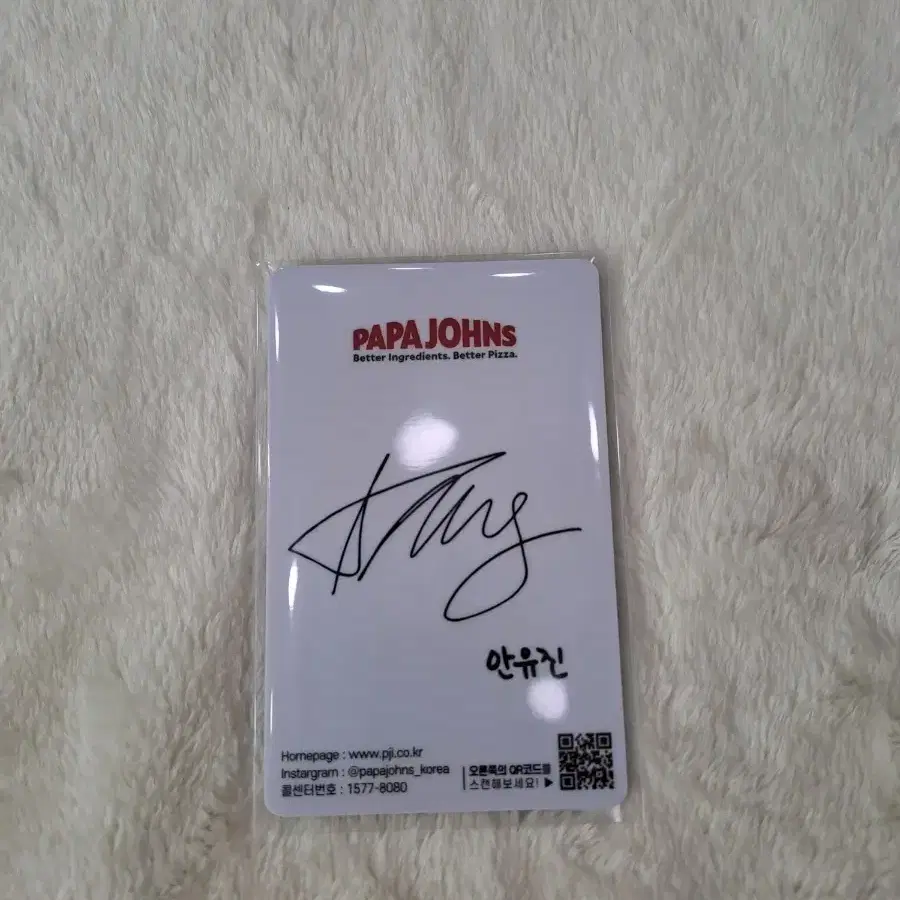 PAPA JOHNS
Better Ingredients. Better Pizza.
안유진
Homepage : www.pji.co.kr
Instargram : @papajohns_korea
콜센터번호 : 1577-8080
오른쪽의 QR코드를
스캔해보세요! ▶